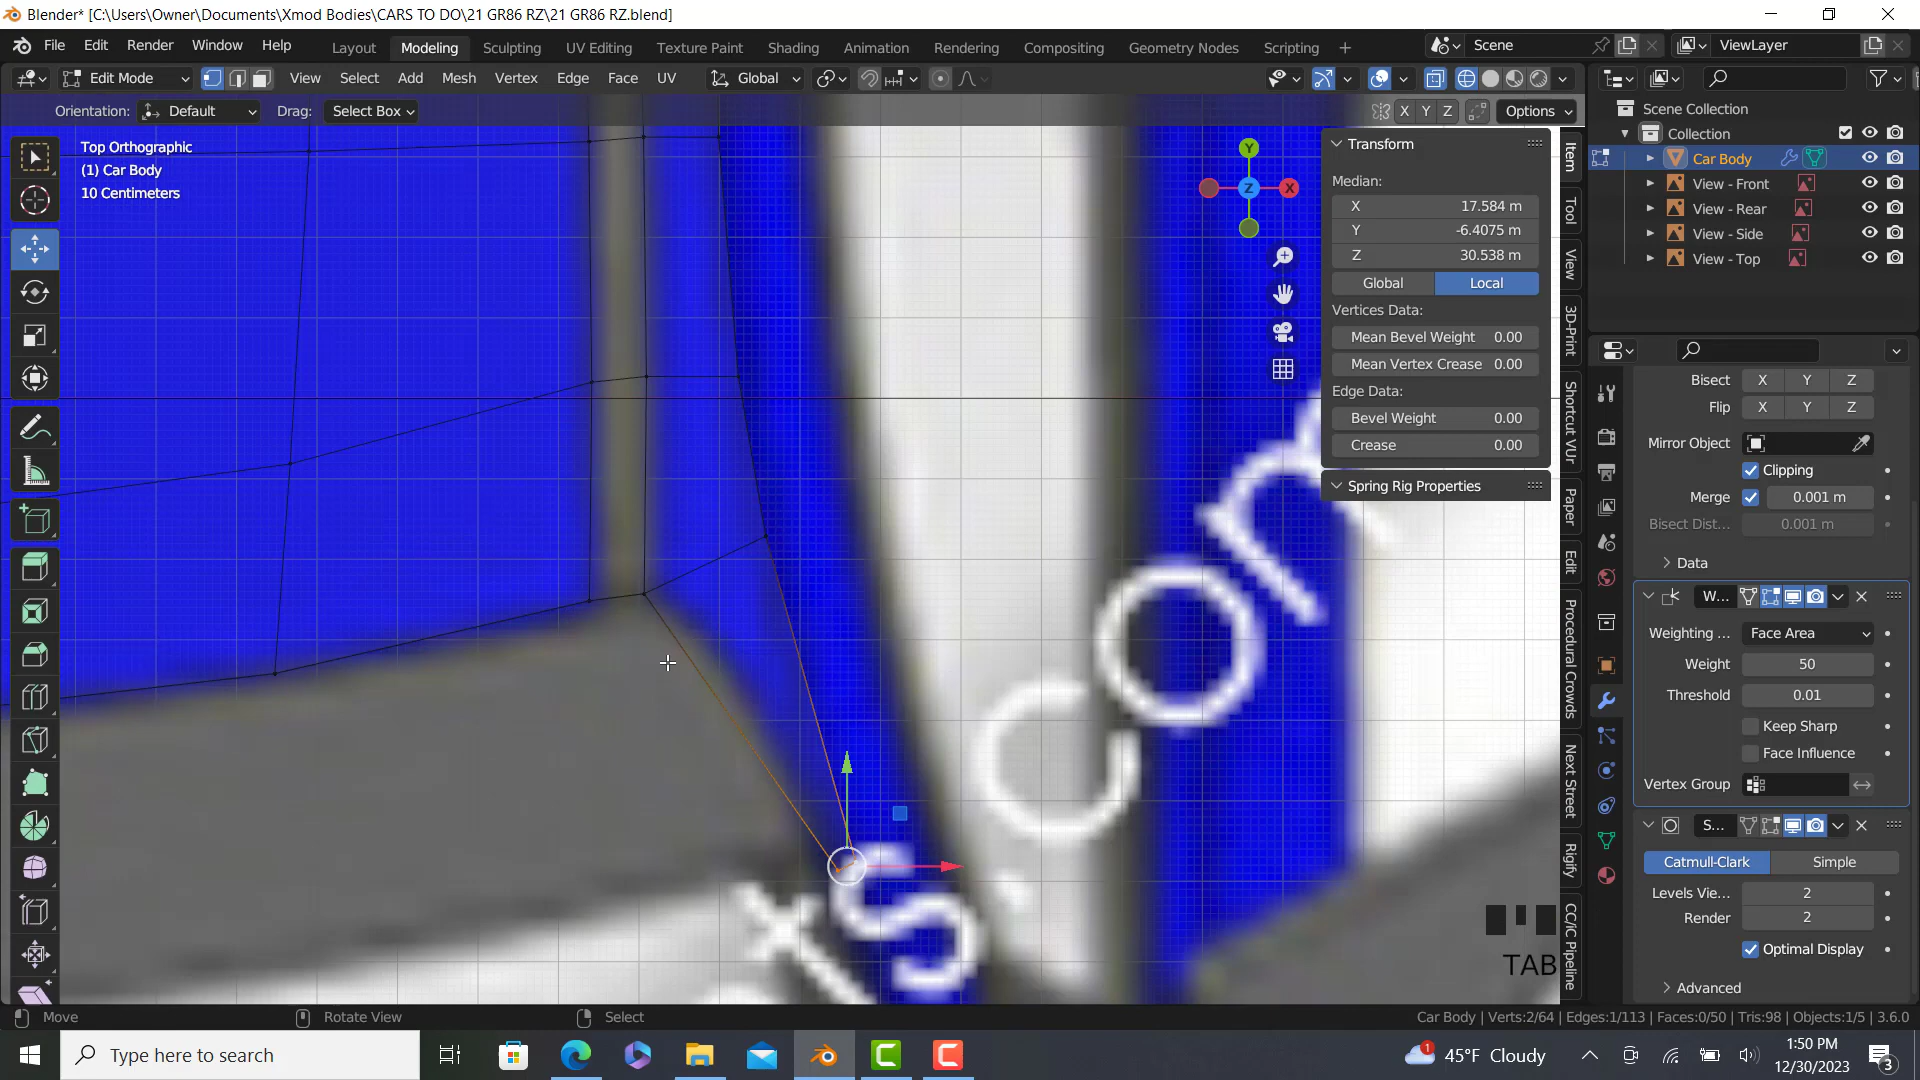 Blender* [C:\Users\Owner\Documents\Xmod Bodies\CARS TO DO\21 GR86 RZ\21 GR86 RZ.blend]
File Edit Render Window Help Layout Modeling Sculpting UV Editing Texture Paint Shading Animation Rendering Compositing Geometry Nodes Scripting + Scene ViewLayer
Edit Mode View Select Add Mesh Vertex Edge Face UV Global
Orientation: Default Drag: Select Box X Y Z Options
Top Orthographic
(1) Car Body
10 Centimeters
Y
Z X
Transform
Median:
X 17.584 m
Y -6.4075 m
Z 30.538 m
Global Local
Vertices Data:
Mean Bevel Weight 0.00
Mean Vertex Crease 0.00
Edge Data:
Bevel Weight 0.00
Crease 0.00
Spring Rig Properties
Item
Tool
View
3D-Print
Shortcut VUr
Paper
Edit
Procedural Crowds
Next Street
Rigify
CC/iC Pipeline
Scene Collection
Collection
Car Body
View - Front
View - Rear
View - Side
View - Top
Bisect X Y Z
Flip X Y Z
Mirror Object
Clipping
Merge 0.001 m
Bisect Dist... 0.001 m
Data
W...
Weighting ... Face Area
Weight 50
Threshold 0.01
Keep Sharp
Face Influence
Vertex Group
S...
Catmull-Clark Simple
Levels Vie... 2
Render 2
Optimal Display
Advanced
TAB
Move Rotate View Select Car Body | Verts:2/64 | Edges:1/113 | Faces:0/50 | Tris:98 | Objects:1/5 | 3.6.0
Type here to search 1 45°F Cloudy 1:50 PM
12/30/2023 3